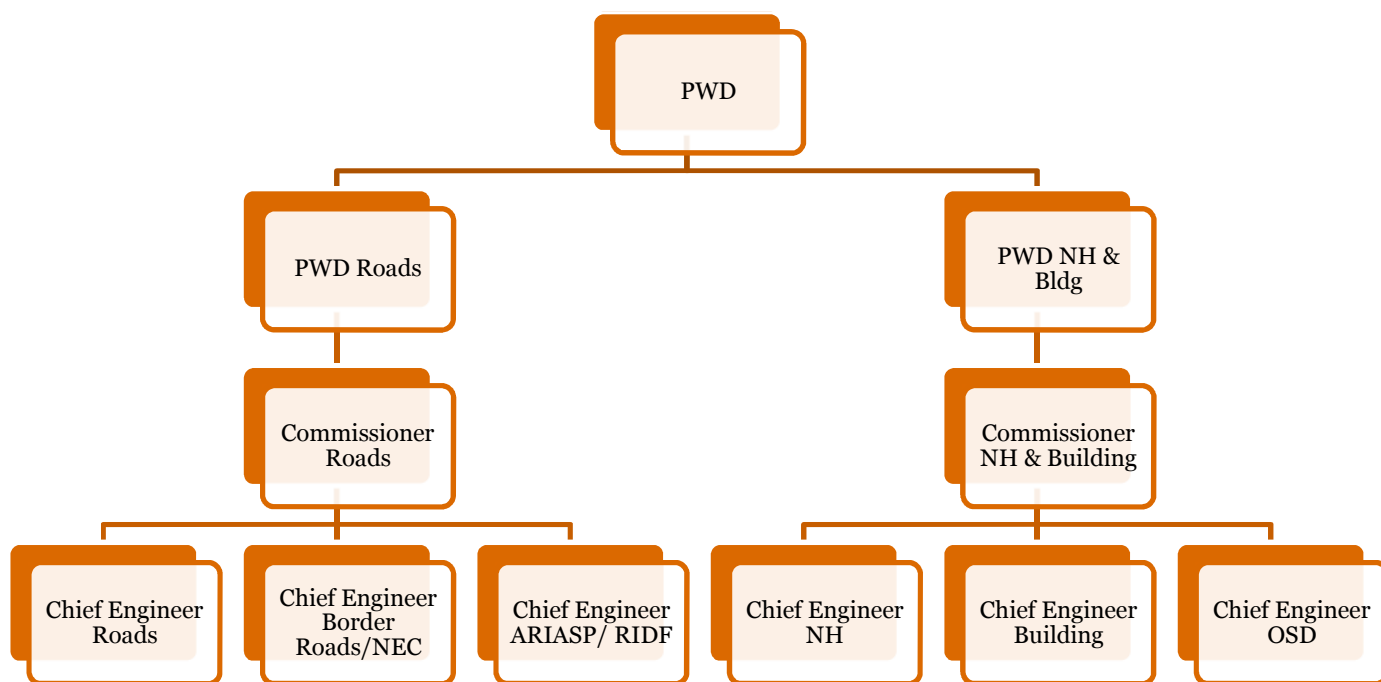 PWD
PWD Roads
PWD NH &
Bldg
Commissioner
Roads
Commissioner
NH & Building
Chief Engineer
Roads
Chief Engineer
Border
Roads/NEC
Chief Engineer
ARIASP/ RIDF
Chief Engineer
NH
Chief Engineer
Building
Chief Engineer
OSD